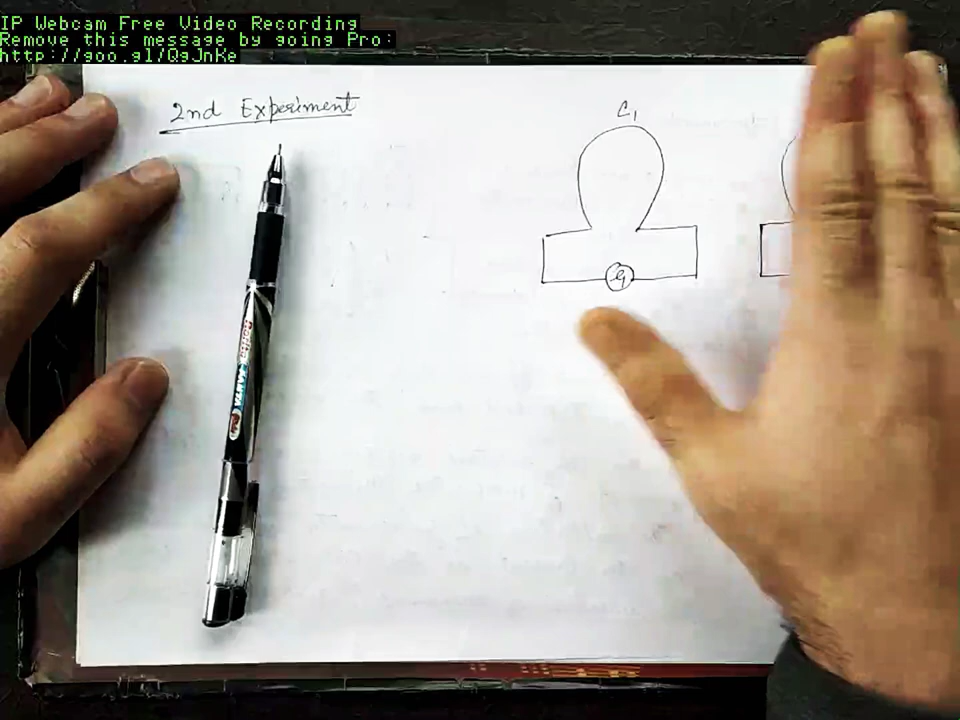 IP Webcam Free Video Recording
Remove this message by going Pro:
http://goo.gl/QgJnKe
2nd Experiment
C1
G